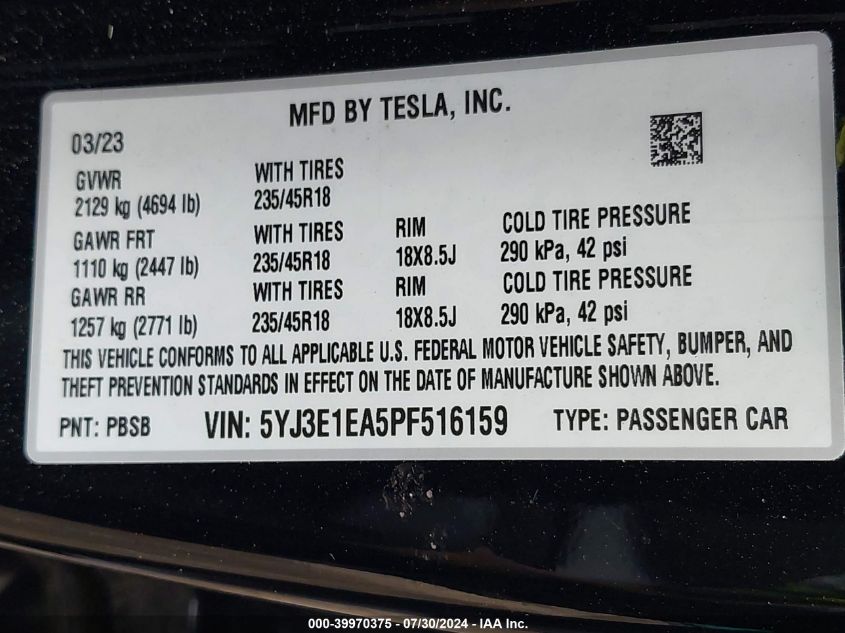 MFD BY TESLA, INC.
03/23
GVWR WITH TIRES
2129 kg (4694 lb) 235/45R18
GAWR FRT WITH TIRES RIM COLD TIRE PRESSURE
1110 kg (2447 lb) 235/45R18 18X8.5J 290 kPa, 42 psi
GAWR RR WITH TIRES RIM COLD TIRE PRESSURE
1257 kg (2771 lb) 235/45R18 18X8.5J 290 kPa, 42 psi
THIS VEHICLE CONFORMS TO ALL APPLICABLE U.S. FEDERAL MOTOR VEHICLE SAFETY, BUMPER, AND
THEFT PREVENTION STANDARDS IN EFFECT ON THE DATE OF MANUFACTURE SHOWN ABOVE.
PNT: PBSB VIN: 5YJ3E1EA5PF516159 TYPE: PASSENGER CAR
000-39970375 - 07/30/2024 - IAA Inc.